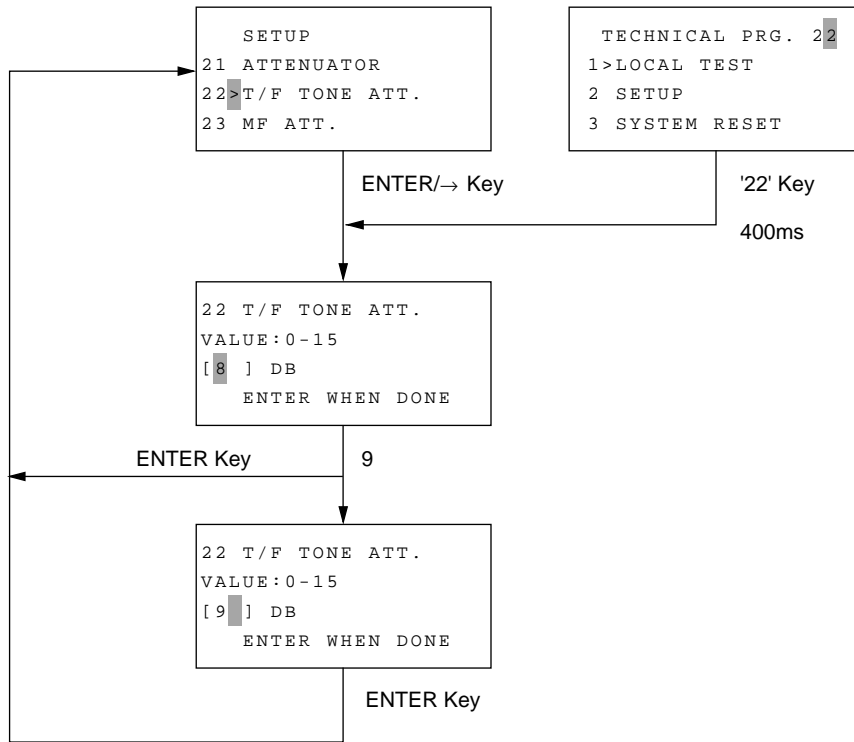 SETUP
21 ATTENUATOR
22>T/F TONE ATT.
23 MF ATT.
TECHNICAL PRG. 22
1>LOCAL TEST
2 SETUP
3 SYSTEM RESET
ENTER/→ Key
'22' Key
400ms
22 T/F TONE ATT.
VALUE:0-15
[8 ] DB
ENTER WHEN DONE
ENTER Key
9
22 T/F TONE ATT.
VALUE:0-15
[9 ] DB
ENTER WHEN DONE
ENTER Key